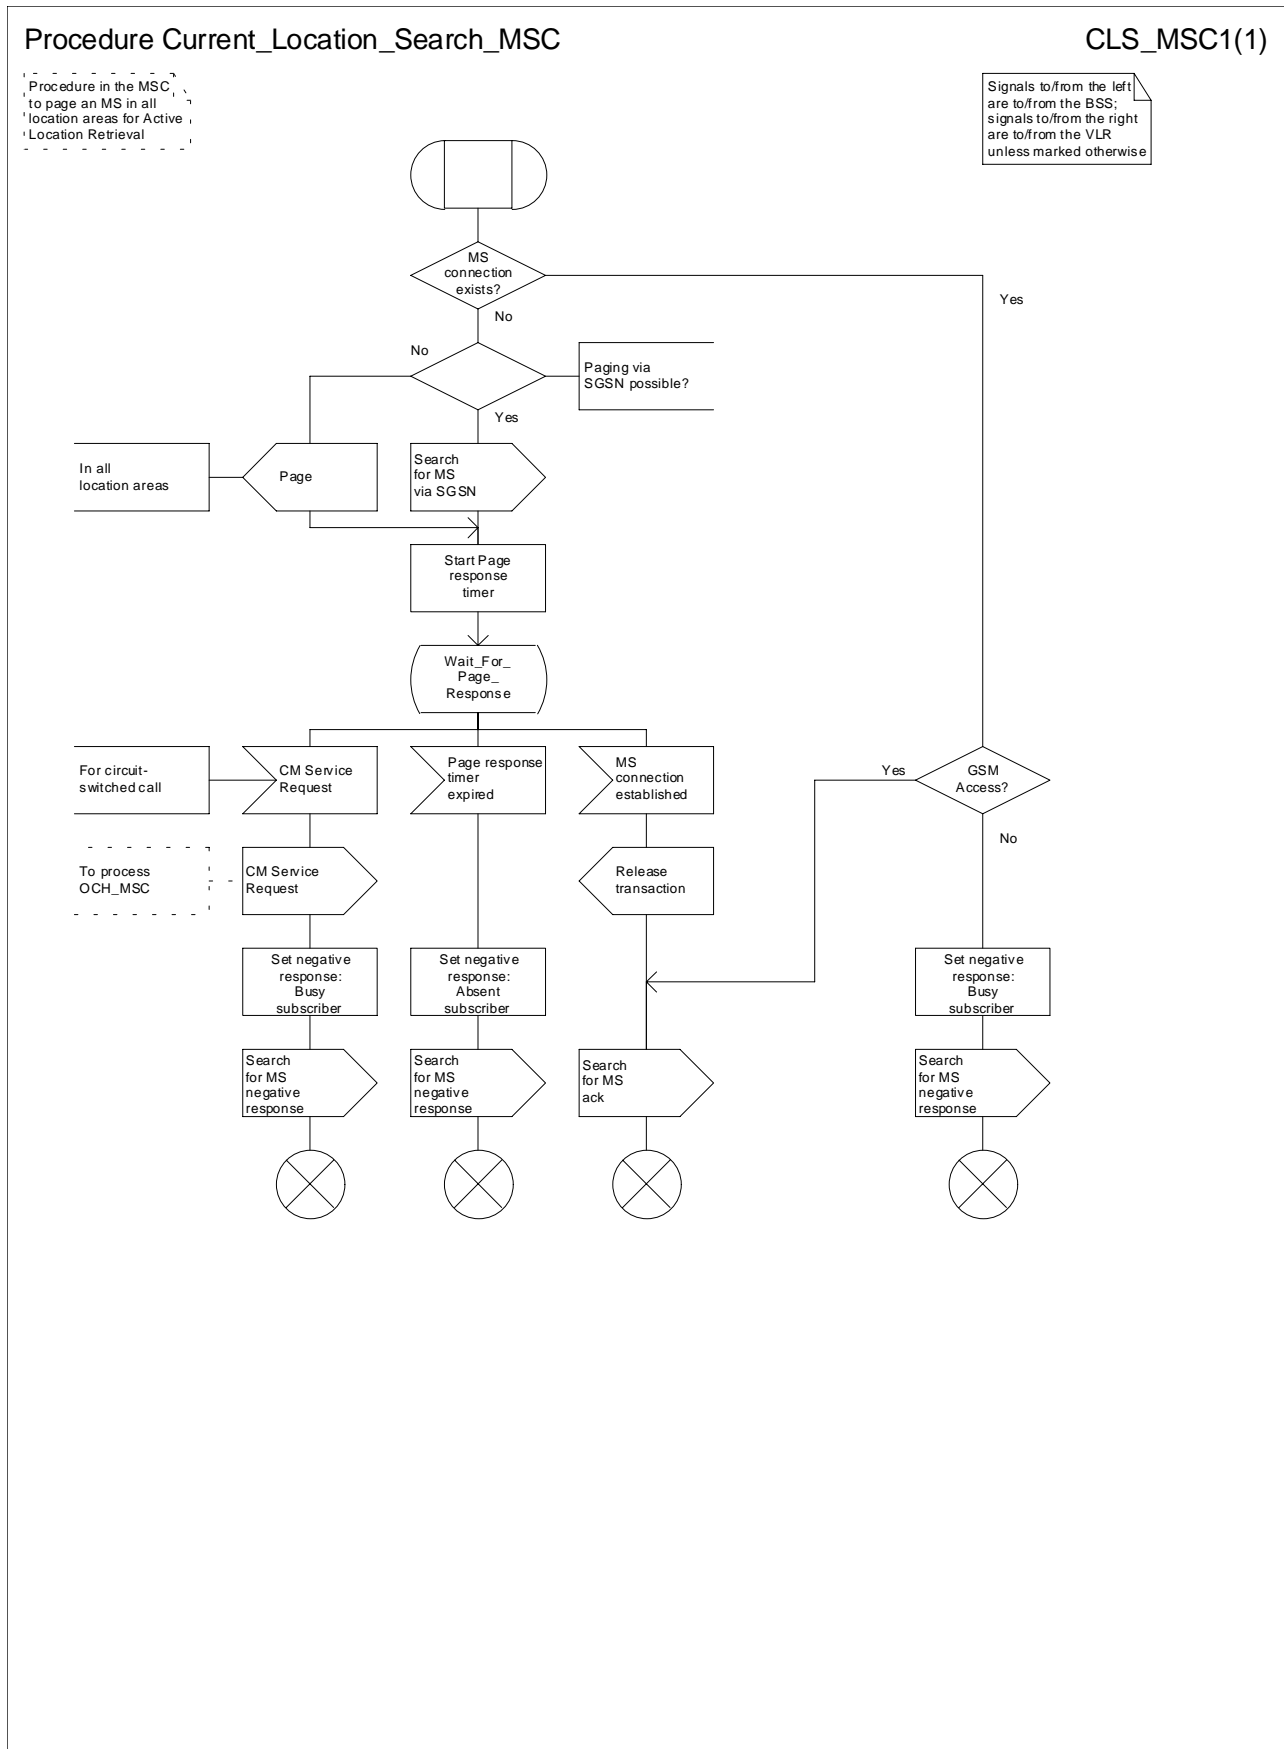 Procedure Current_Location_Search_MSC
CLS_MSC1(1)
Procedure in the MSC
to page an MS in all
location areas for Active
Location Retrieval
Signals to/from the left
are to/from the BSS;
signals to/from the right
are to/from the VLR
unless marked otherwise
MS
connection
exists?
Yes
No
No
Paging via
SGSN possible?
Yes
In all
location areas
Page
Search
for MS
via SGSN
Start Page
response
timer
Wait_For_
Page_
Response
For circuit-
switched call
CM Service
Request
Page response
timer
expired
MS
connection
established
Yes
GSM
Access?
No
To process
OCH_MSC
CM Service
Request
Release
transaction
Set negative
response:
Busy
subscriber
Set negative
response:
Absent
subscriber
Set negative
response:
Busy
subscriber
Search
for MS
negative
response
Search
for MS
negative
response
Search
for MS
ack
Search
for MS
negative
response